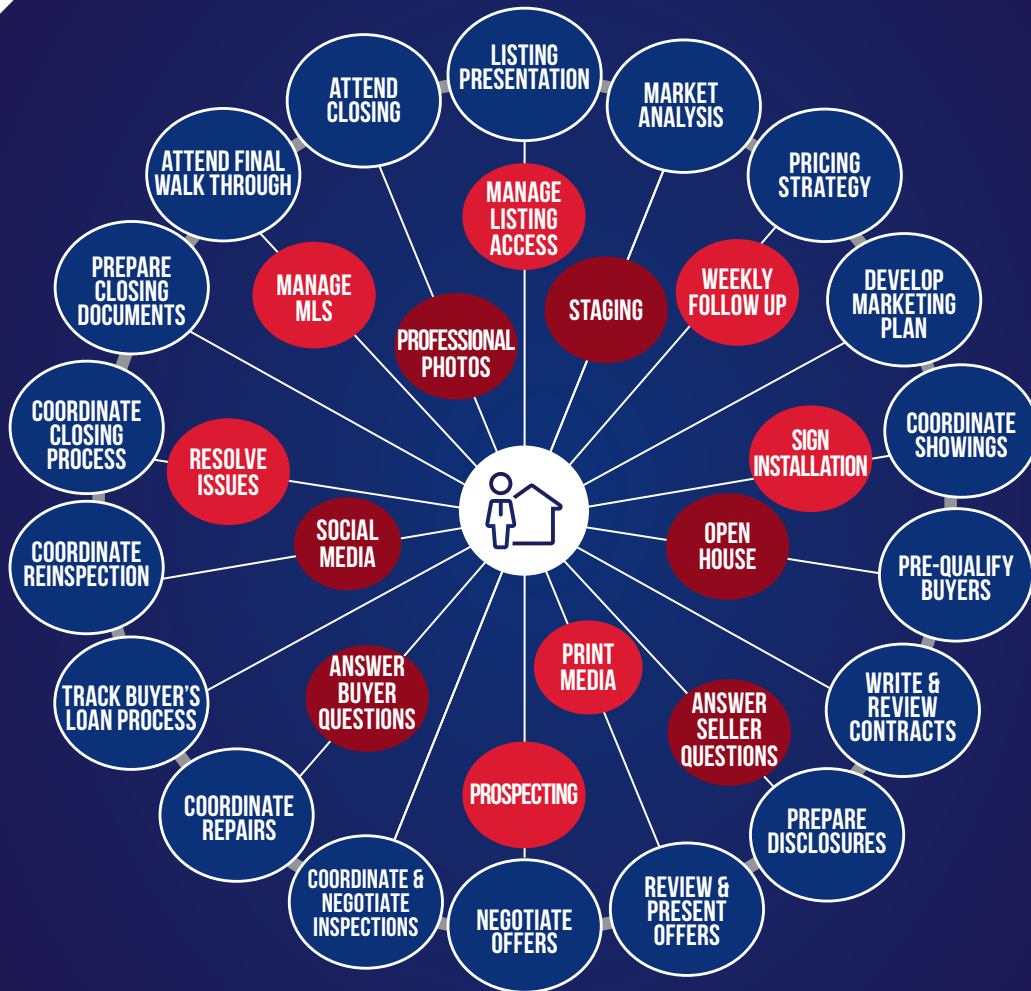 LISTING
PRESENTATION
MARKET
ANALYSIS
PRICING
STRATEGY
DEVELOP
MARKETING
PLAN
COORDINATE
SHOWINGS
PRE-QUALIFY
BUYERS
WRITE &
REVIEW
CONTRACTS
PREPARE
DISCLOSURES
REVIEW &
PRESENT
OFFERS
NEGOTIATE
OFFERS
COORDINATE &
NEGOTIATE
INSPECTIONS
COORDINATE
REPAIRS
TRACK BUYER'S
LOAN PROCESS
COORDINATE
REINSPECTION
COORDINATE
CLOSING
PROCESS
PREPARE
CLOSING
DOCUMENTS
ATTEND FINAL
WALK THROUGH
ATTEND
CLOSING
MANAGE
LISTING
ACCESS
STAGING
WEEKLY
FOLLOW UP
SIGN
INSTALLATION
OPEN
HOUSE
ANSWER
SELLER
QUESTIONS
PRINT
MEDIA
PROSPECTING
ANSWER
BUYER
QUESTIONS
SOCIAL
MEDIA
RESOLVE
ISSUES
MANAGE
MLS
PROFESSIONAL
PHOTOS